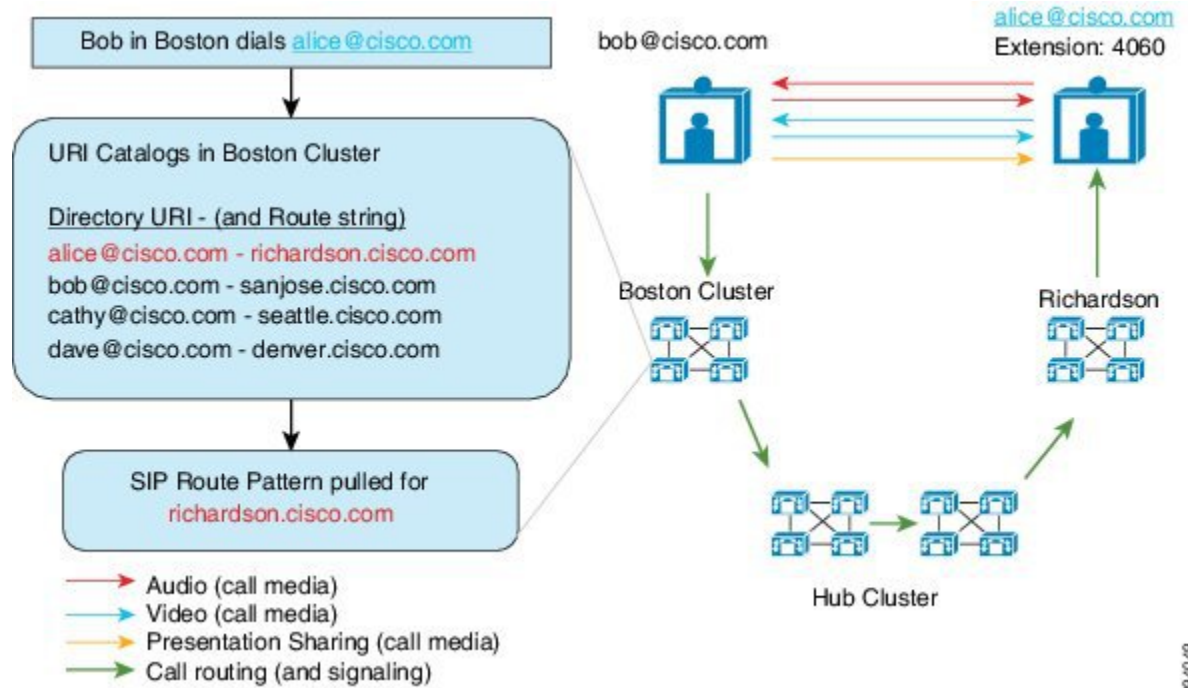 Bob in Boston dials alice@cisco.com
URI Catalogs in Boston Cluster
Directory URI - (and Route string)
alice@cisco.com - richardson.cisco.com
bob@cisco.com - sanjose.cisco.com
cathy@cisco.com - seattle.cisco.com
dave@cisco.com - denver.cisco.com
SIP Route Pattern pulled for
richardson.cisco.com
Audio (call media)
Video (call media)
Presentation Sharing (call media)
Call routing (and signaling)
bob@cisco.com
alice@cisco.com
Extension: 4060
Boston Cluster
Richardson
Hub Cluster